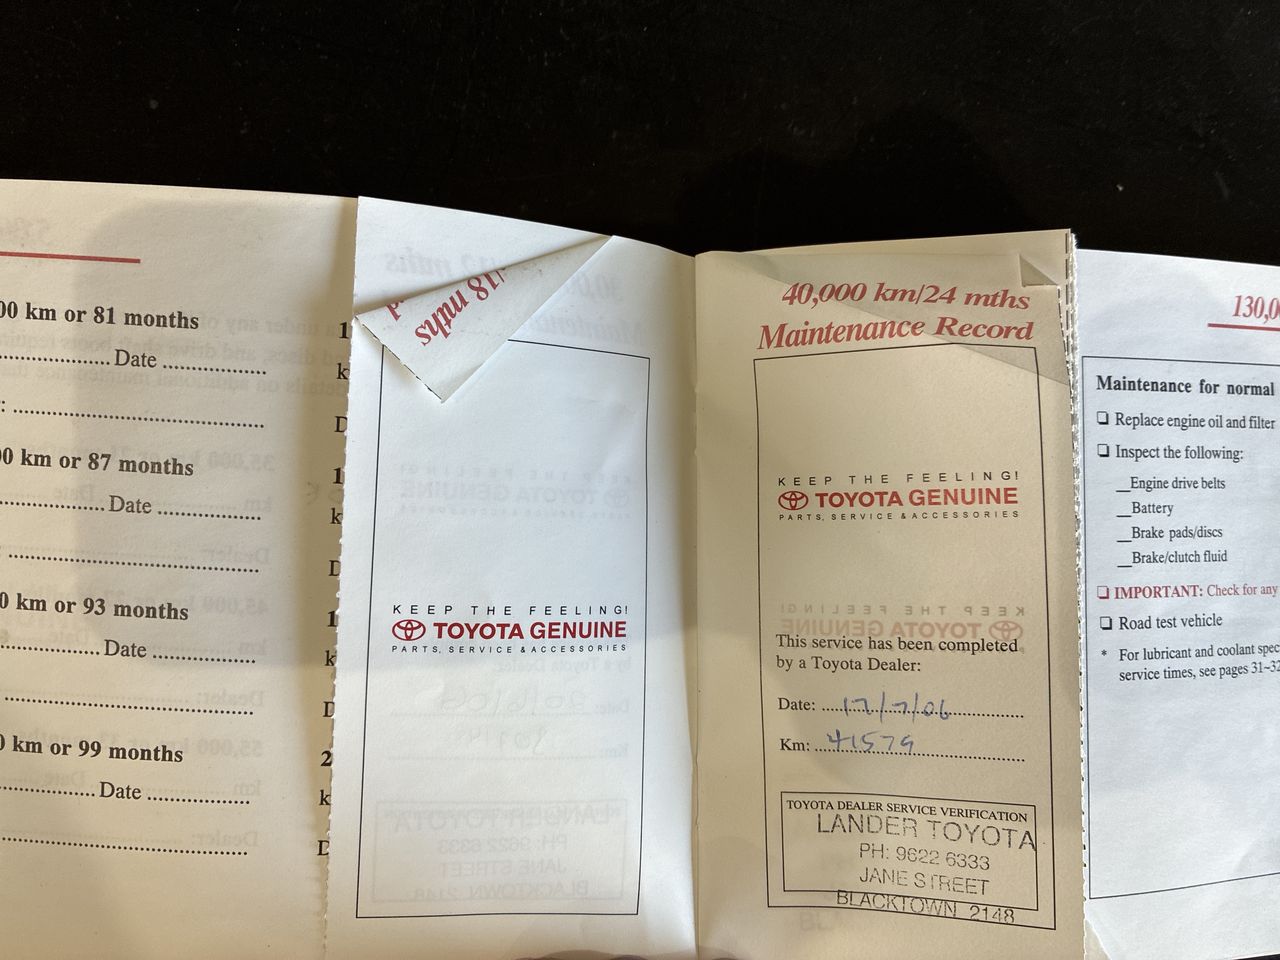 00 km or 81 months
Date
00 km or 87 months
Date
0 km or 93 months
Date
0 km or 99 months
Date
/18 mths
KEEP THE FEELING!
TOYOTA GENUINE
PARTS, SERVICE & ACCESSORIES
40,000 km/24 mths
Maintenance Record
KEEP THE FEELING!
TOYOTA GENUINE
PARTS, SERVICE & ACCESSORIES
This service has been completed
by a Toyota Dealer:
Date: 17/7/06
Km: 41579
TOYOTA DEALER SERVICE VERIFICATION
LANDER TOYOTA
PH: 9622 6333
JANE STREET
BLACKTOWN 2148
130,0
Maintenance for normal
Replace engine oil and filter
Inspect the following:
Engine drive belts
Battery
Brake pads/discs
Brake/clutch fluid
IMPORTANT: Check for any
Road test vehicle
* For lubricant and coolant spec
service times, see pages 31~32